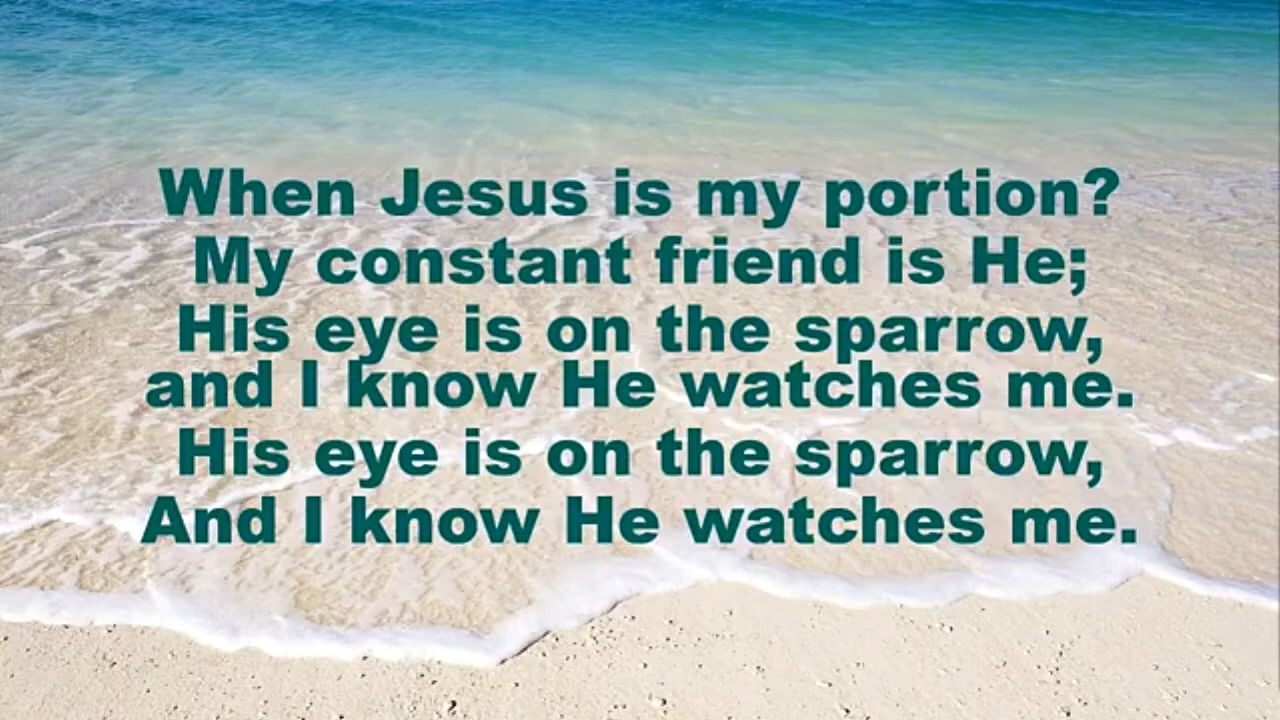 When Jesus is my portion?
My constant friend is He;
His eye is on the sparrow,
and I know He watches me.
His eye is on the sparrow,
And I know He watches me.